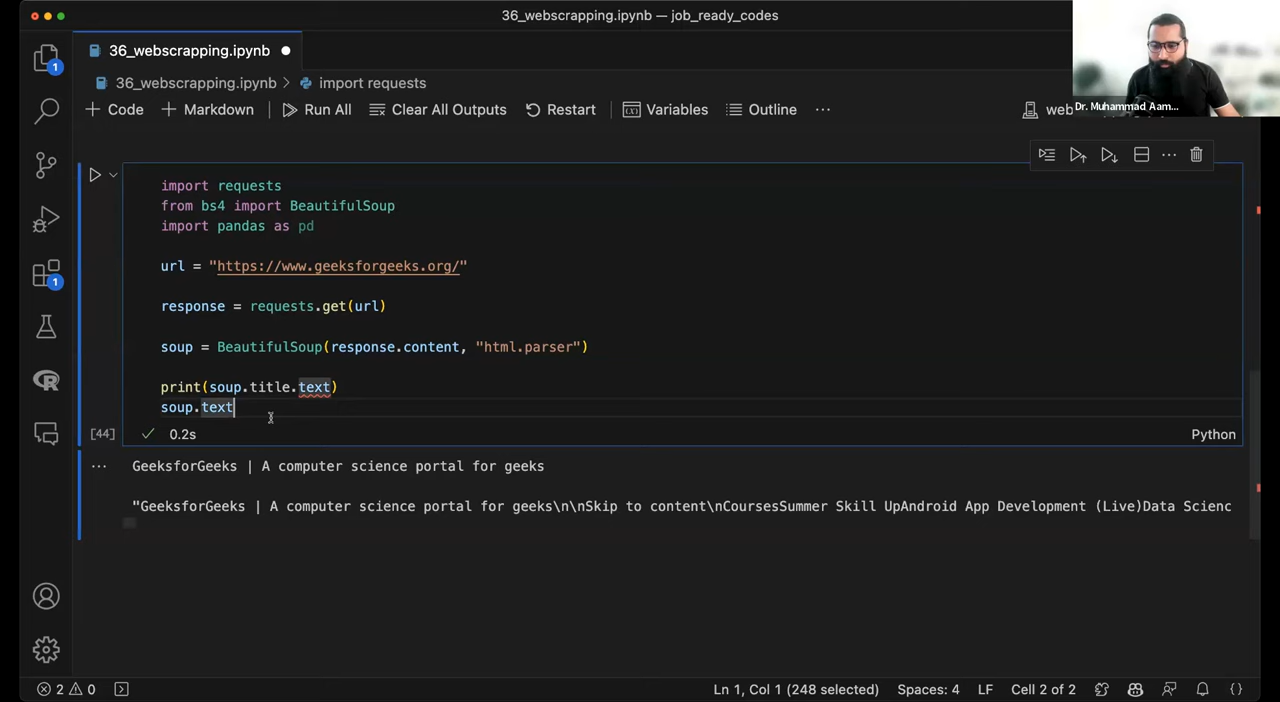 36_webscrapping.ipynb — job_ready_codes
36_webscrapping.ipynb
36_webscrapping.ipynb > import requests
Code Markdown Run All Clear All Outputs Restart Variables Outline ···
Dr. Muhammad Aam...
import requests
from bs4 import BeautifulSoup
import pandas as pd
url = "https://www.geeksforgeeks.org/"
response = requests.get(url)
soup = BeautifulSoup(response.content, "html.parser")
print(soup.title.text)
soup.text
[44] 0.2s Python
GeeksforGeeks | A computer science portal for geeks
"GeeksforGeeks | A computer science portal for geeks\n\nSkip to content\nCoursesSummer Skill UpAndroid App Development (Live)Data Scienc
1
1
R
2 0 Ln 1, Col 1 (248 selected) Spaces: 4 LF Cell 2 of 2